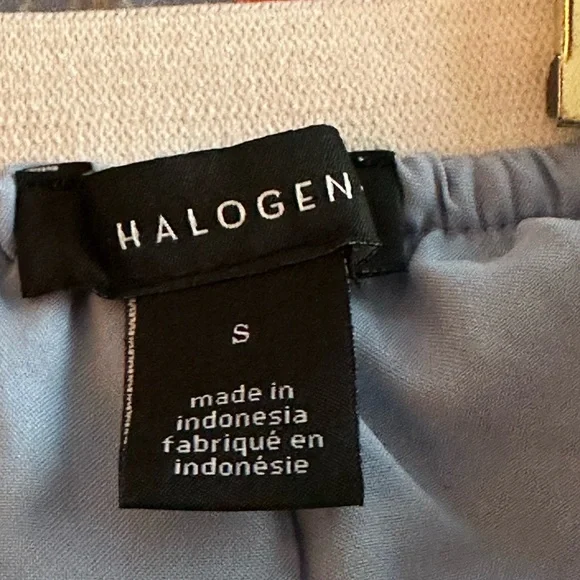 HALOGEN
S
made in
indonesia
fabriqué en
indonésie